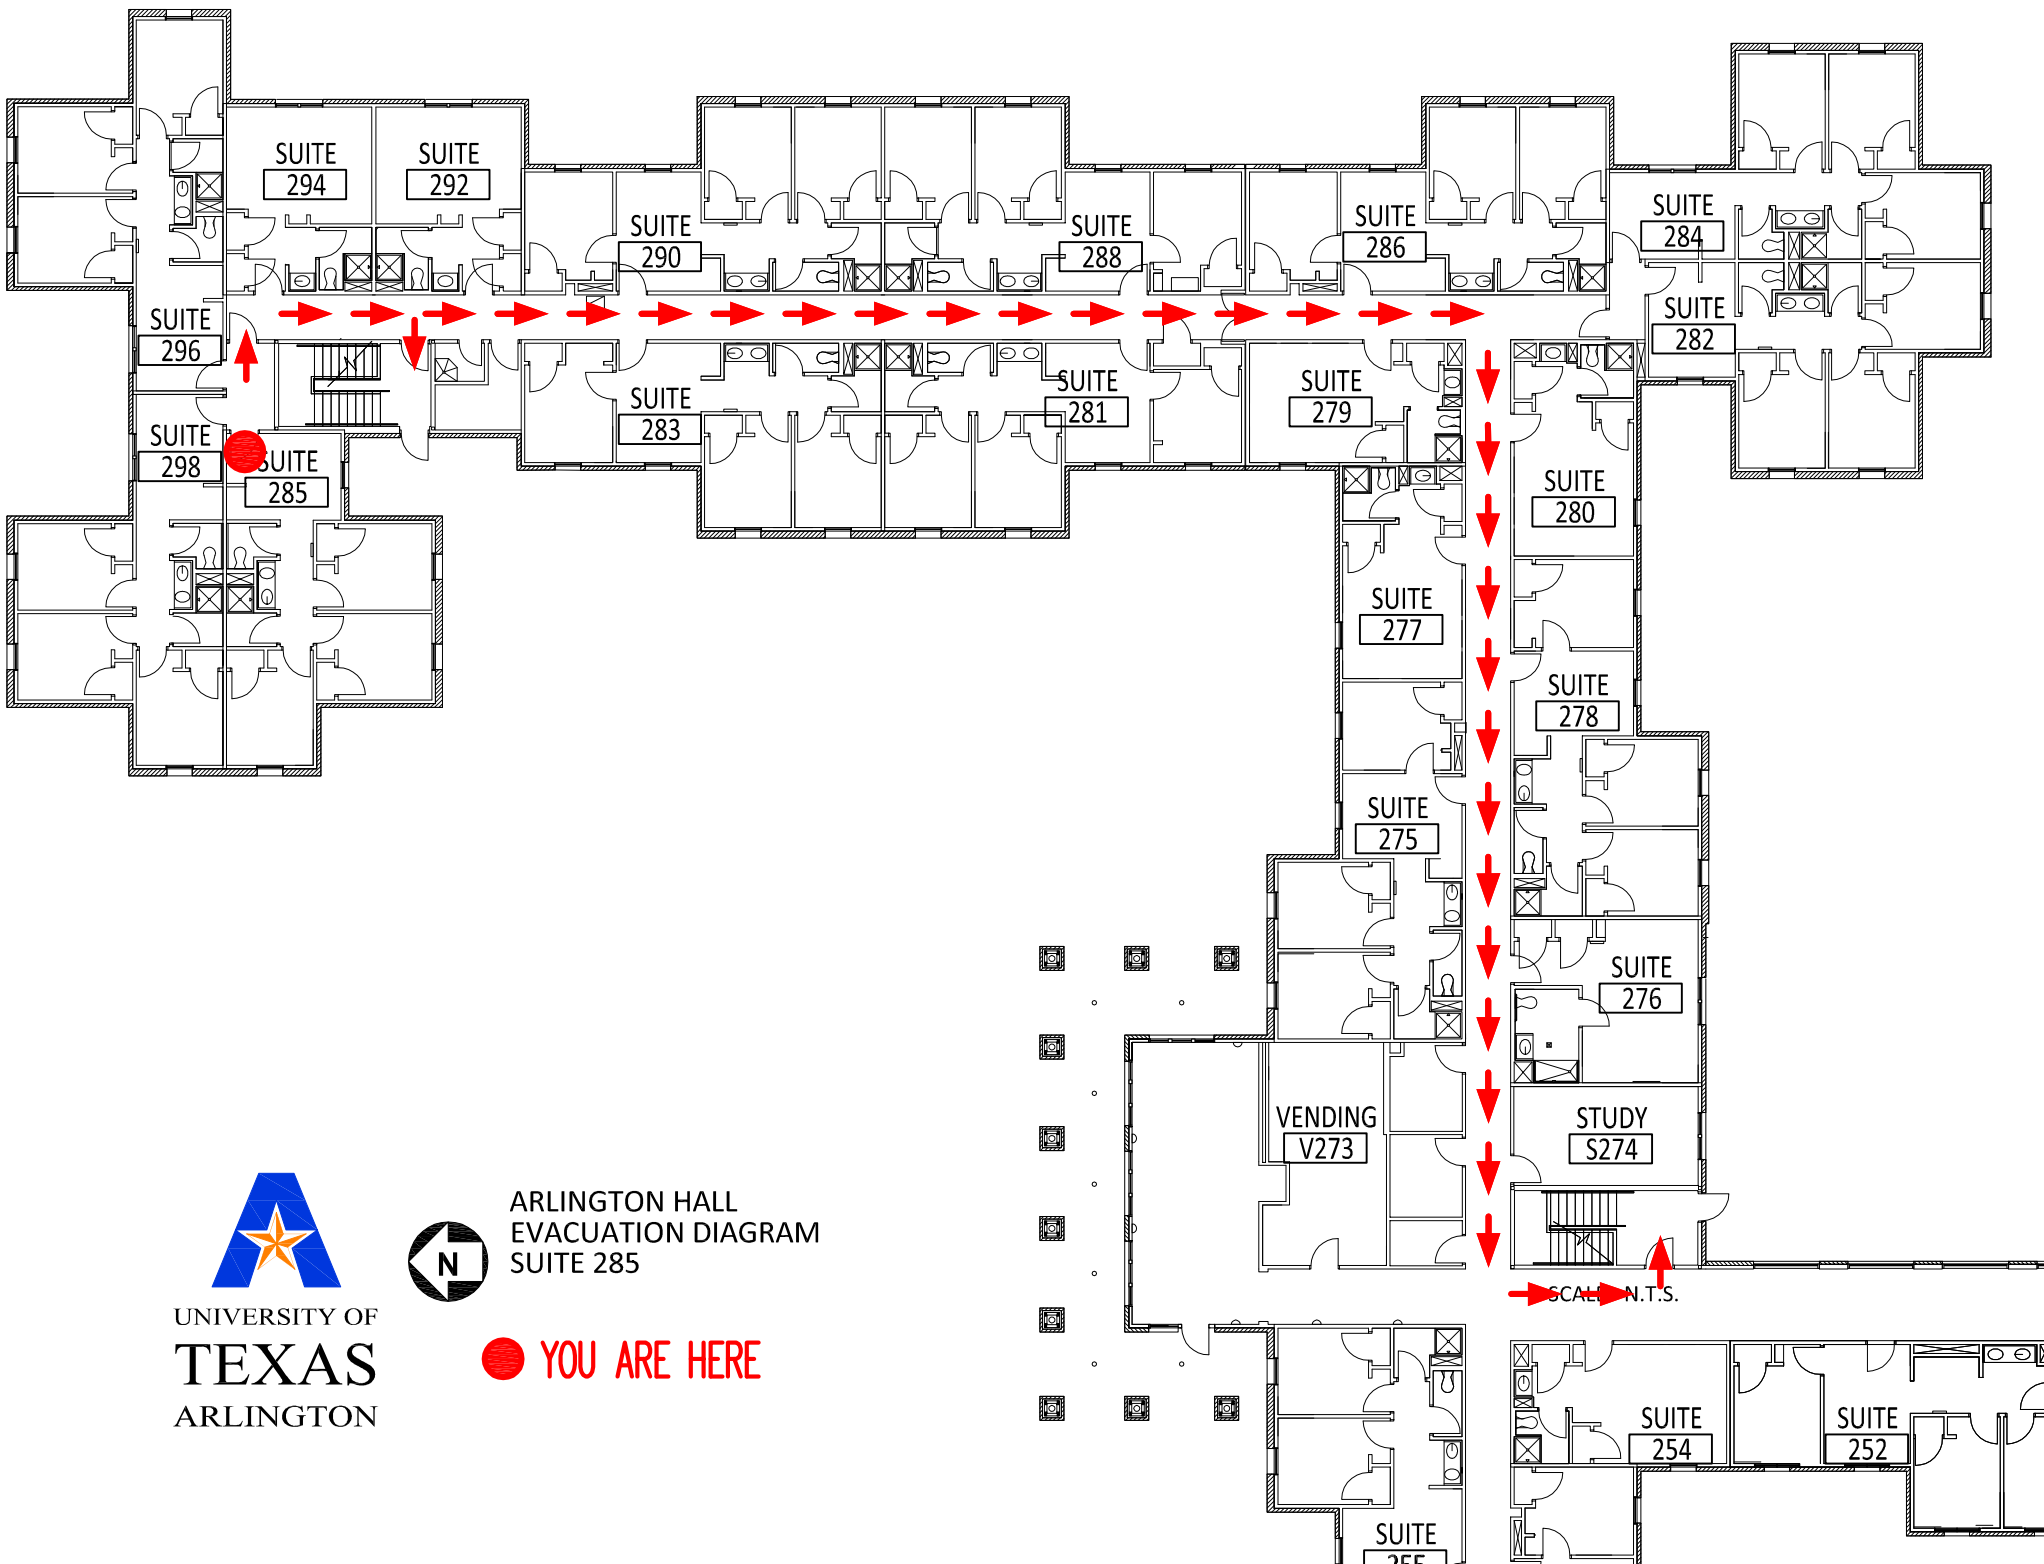 SUITE
294
SUITE
292
SUITE
290
SUITE
288
SUITE
286
SUITE
284
SUITE
296
SUITE
282
SUITE
298
SUITE
285
SUITE
283
SUITE
281
SUITE
279
SUITE
280
SUITE
277
SUITE
278
SUITE
275
SUITE
276
VENDING
V273
STUDY
S274
SCALE N.T.S.
SUITE
254
SUITE
252
SUITE
255
N
ARLINGTON HALL
EVACUATION DIAGRAM
SUITE 285
YOU ARE HERE
UNIVERSITY OF
TEXAS
ARLINGTON